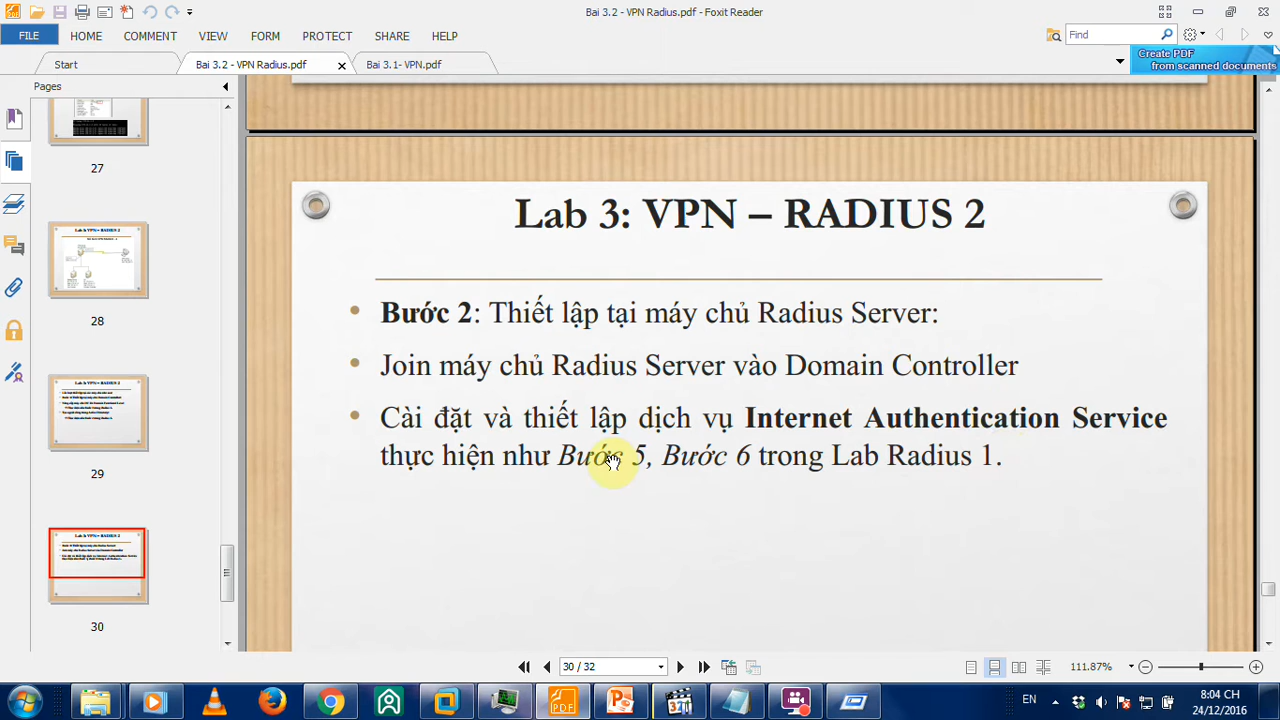 Bai 3.2 - VPN Radius.pdf - Foxit Reader
FILE HOME COMMENT VIEW FORM PROTECT SHARE HELP
Find
Start
Bai 3.2 - VPN Radius.pdf
Bai 3.1- VPN.pdf
Create PDF
from scanned documents
Pages
27
28
29
30
Lab 3: VPN – RADIUS 2
Bước 2: Thiết lập tại máy chủ Radius Server:
Join máy chủ Radius Server vào Domain Controller
Cài đặt và thiết lập dịch vụ Internet Authentication Service
thực hiện như Bước 5, Bước 6 trong Lab Radius 1.
30 / 32
111.87%
EN
8:04 CH
24/12/2016